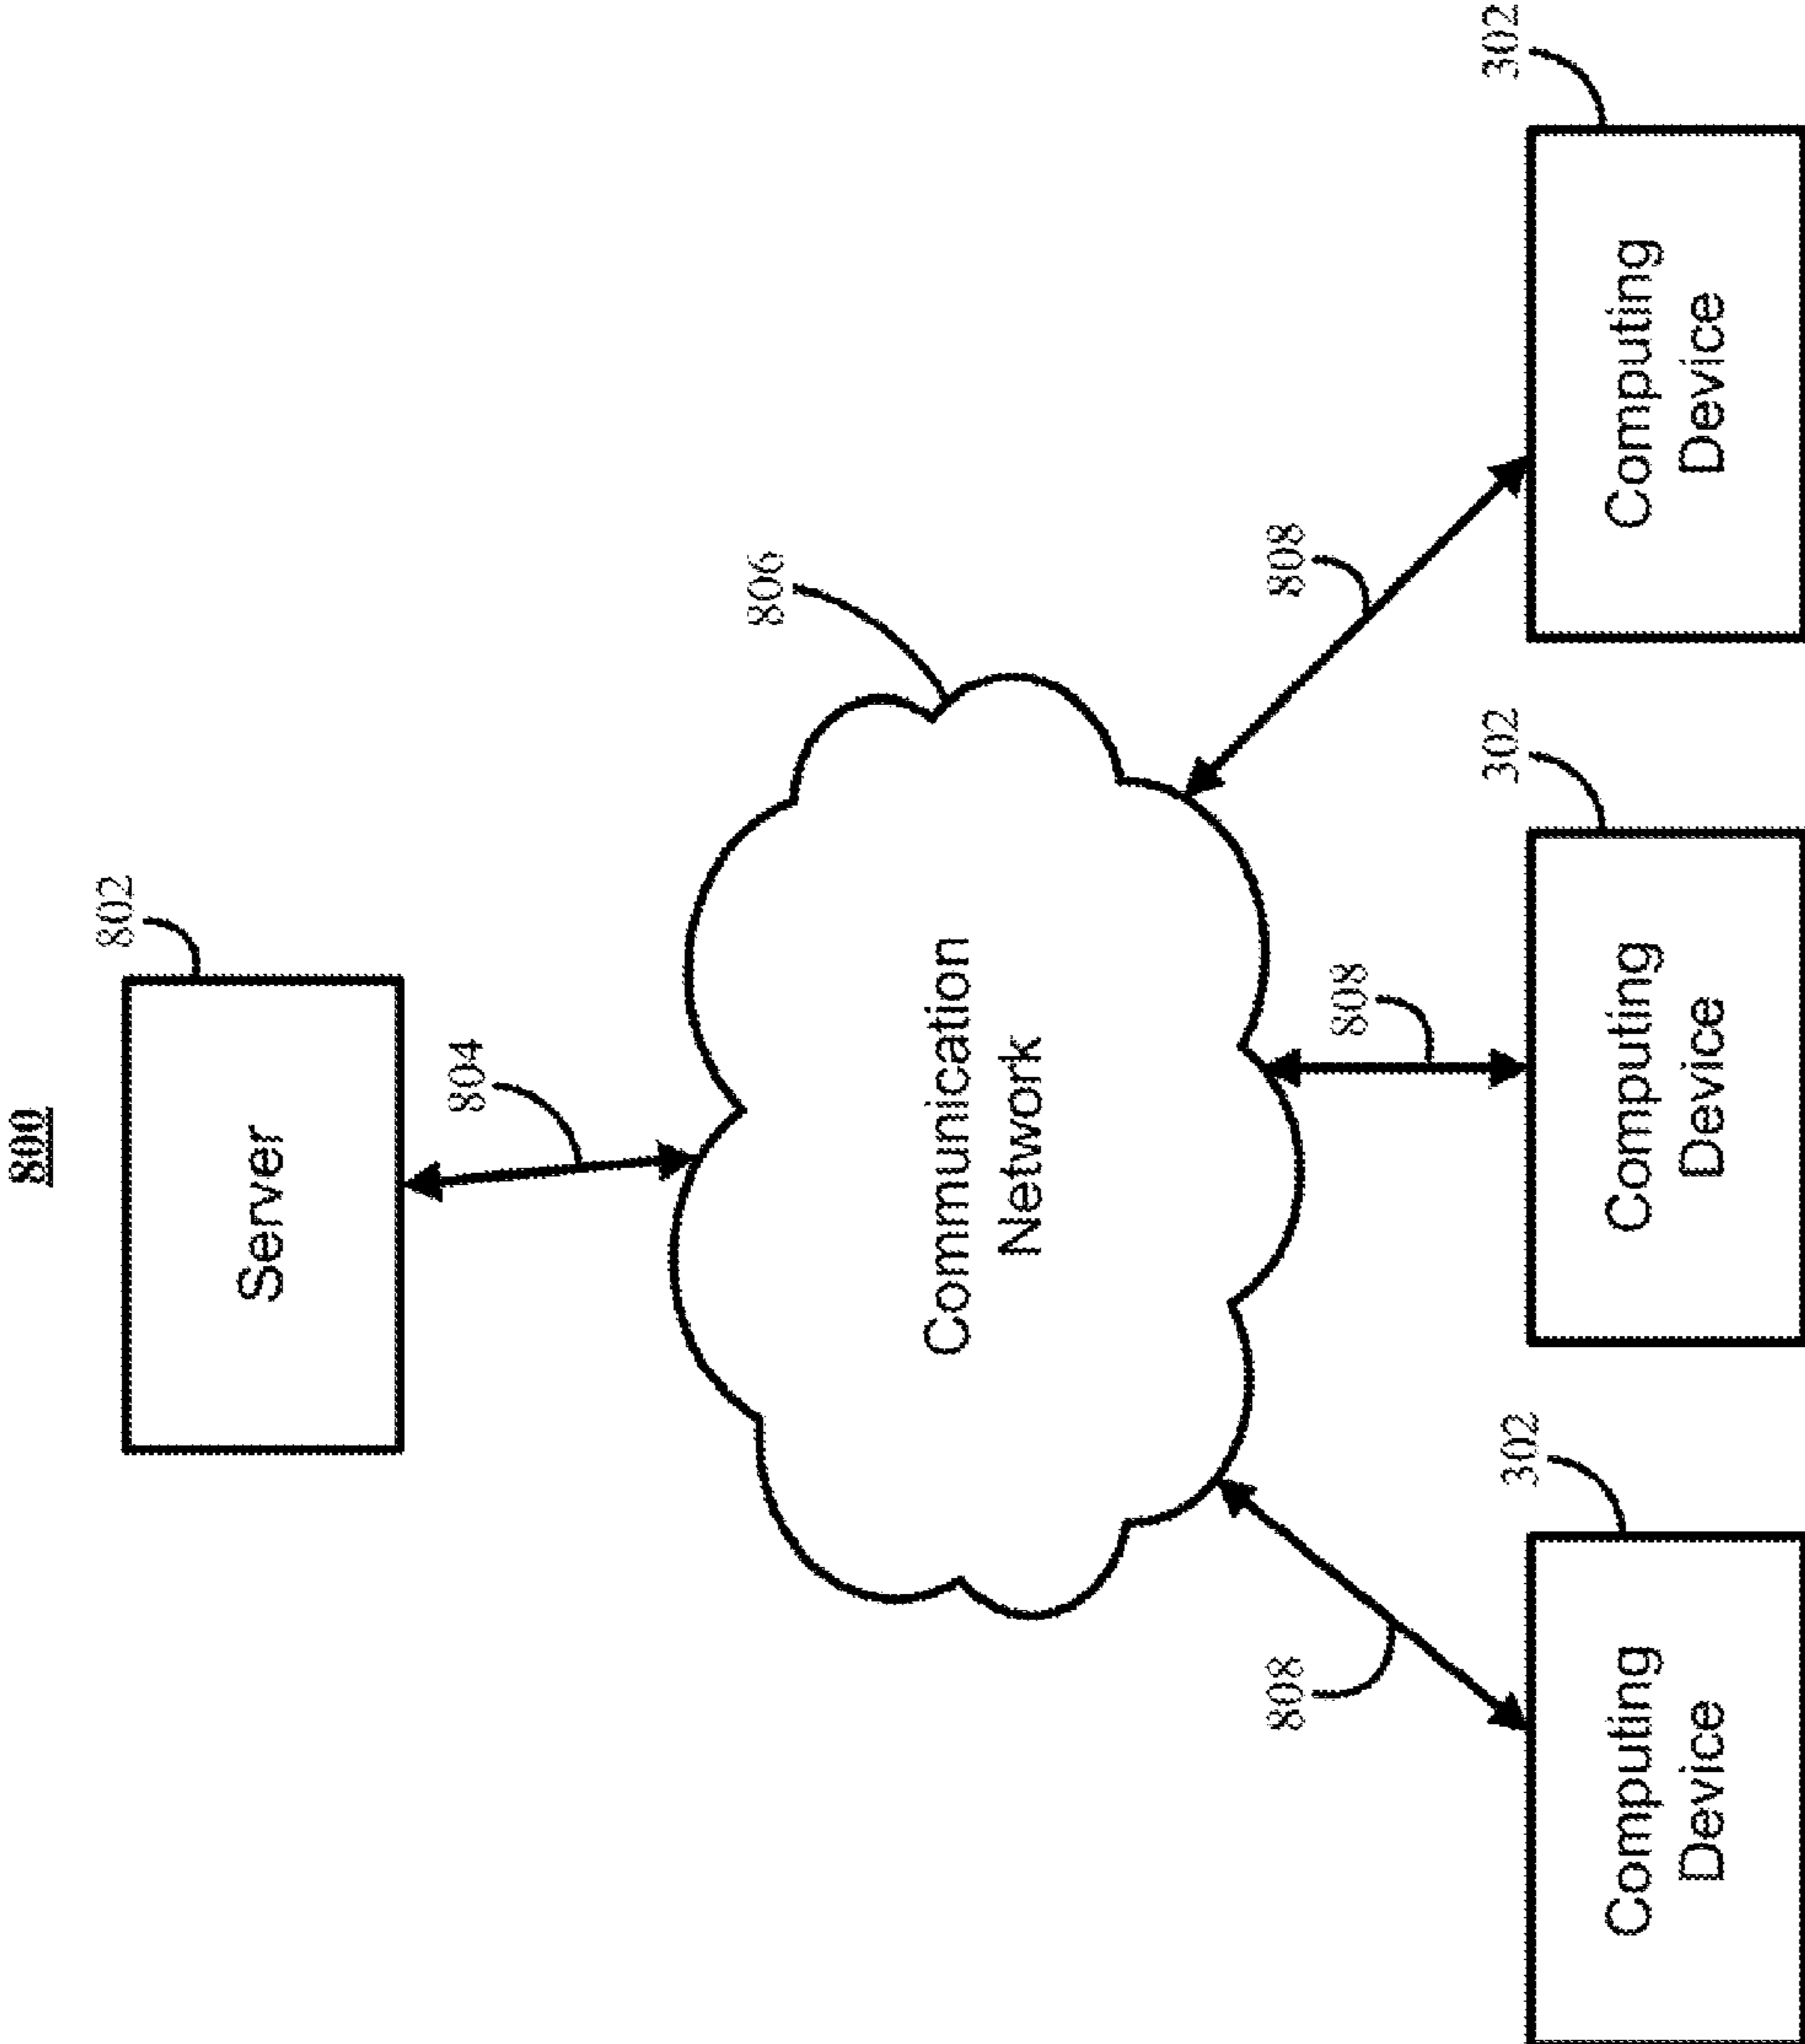 800
802
Server
804
806
Communication
Network
808
808
808
302
302
302
Computing
Device
Computing
Device
Computing
Device